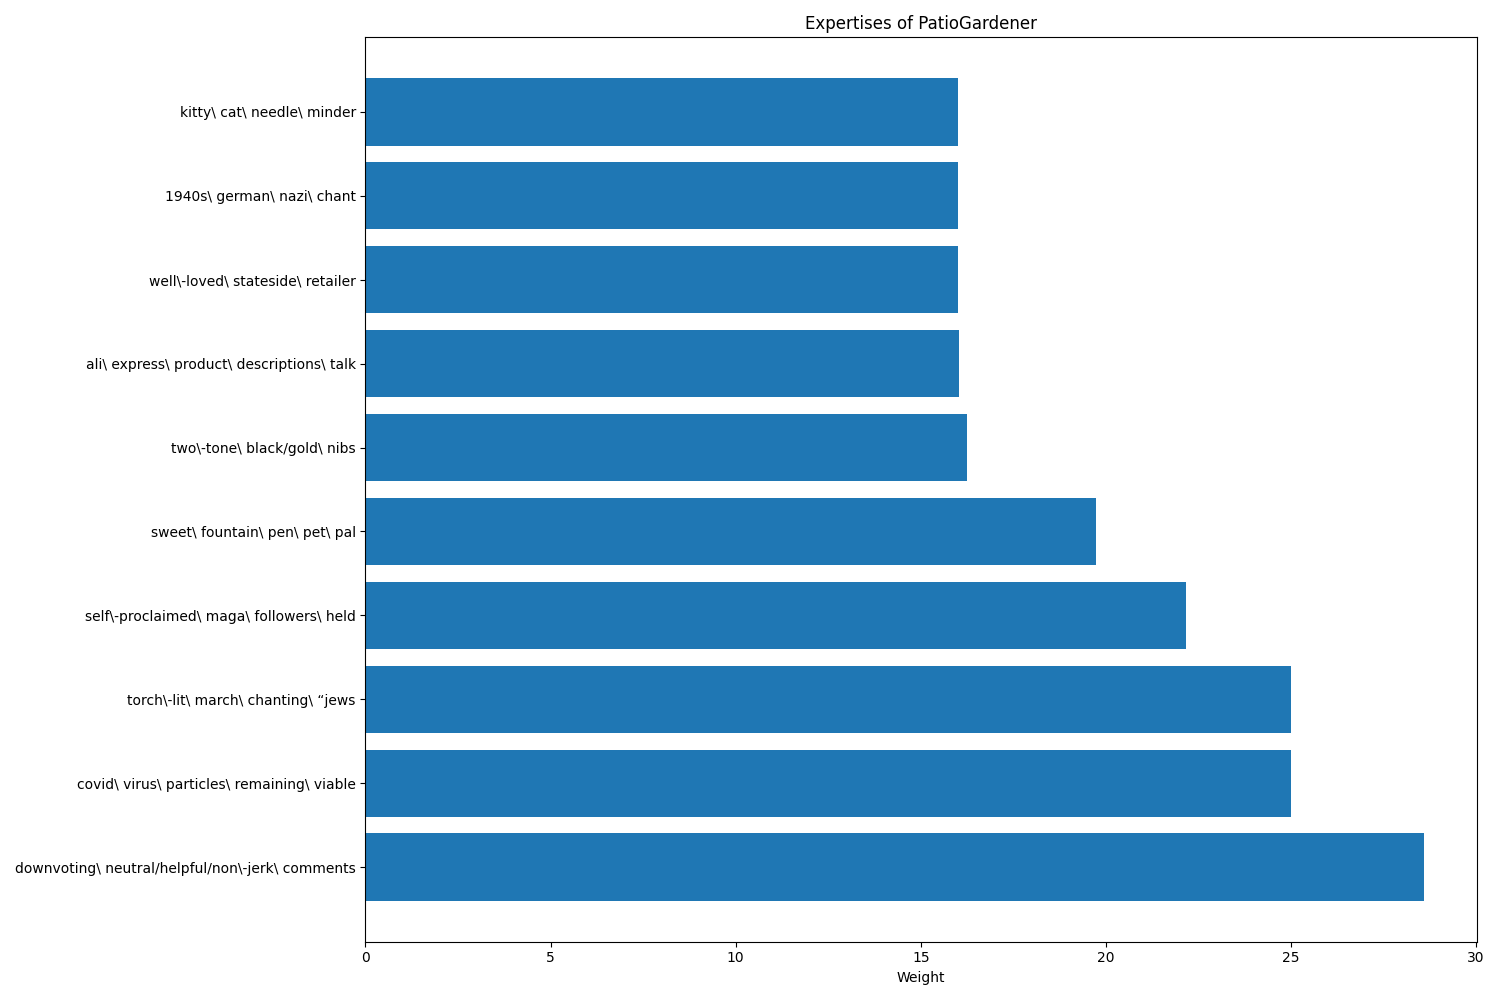 Expertises of PatioGardener
kitty\ cat\ needle\ minder
1940s\ german\ nazi\ chant
well\-loved\ stateside\ retailer
ali\ express\ product\ descriptions\ talk
two\-tone\ black/gold\ nibs
sweet\ fountain\ pen\ pet\ pal
self\-proclaimed\ maga\ followers\ held
torch\-lit\ march\ chanting\ “jews
covid\ virus\ particles\ remaining\ viable
downvoting\ neutral/helpful/non\-jerk\ comments
0 5 10 15 20 25 30
Weight